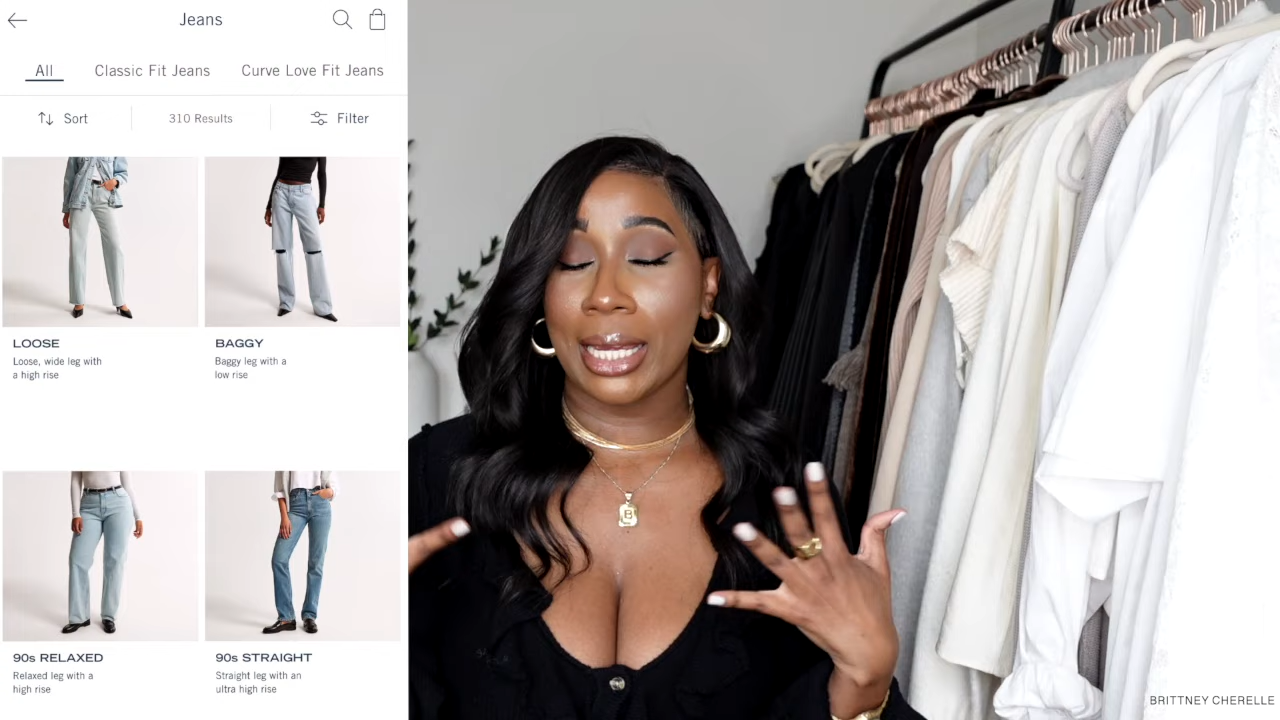 Jeans
All
Classic Fit Jeans
Curve Love Fit Jeans
Sort
310 Results
Filter
LOOSE
Loose, wide leg with
a high rise
BAGGY
Baggy leg with a
low rise
90s RELAXED
Relaxed leg with a
high rise
90s STRAIGHT
Straight leg with an
ultra high rise
B
BRITTNEY CHERELLE